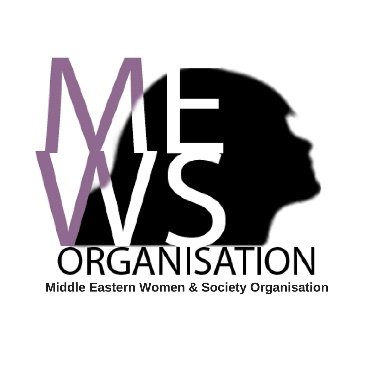 ME
WS
ORGANISATION
Middle Eastern Women & Society Organisation